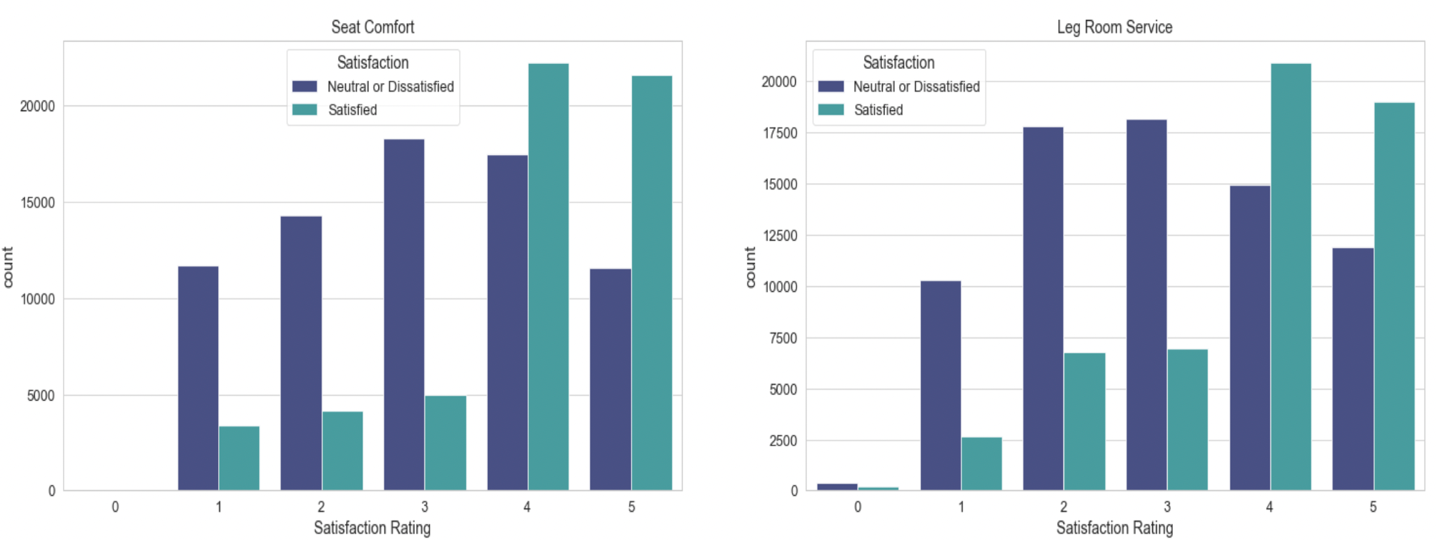 Seat Comfort
Satisfaction
Neutral or Dissatisfied
Satisfied
20000
15000
10000
5000
0
count
0 1 2 3 4 5
Satisfaction Rating
Leg Room Service
Satisfaction
Neutral or Dissatisfied
Satisfied
20000
17500
15000
12500
10000
7500
5000
2500
0
count
0 1 2 3 4 5
Satisfaction Rating